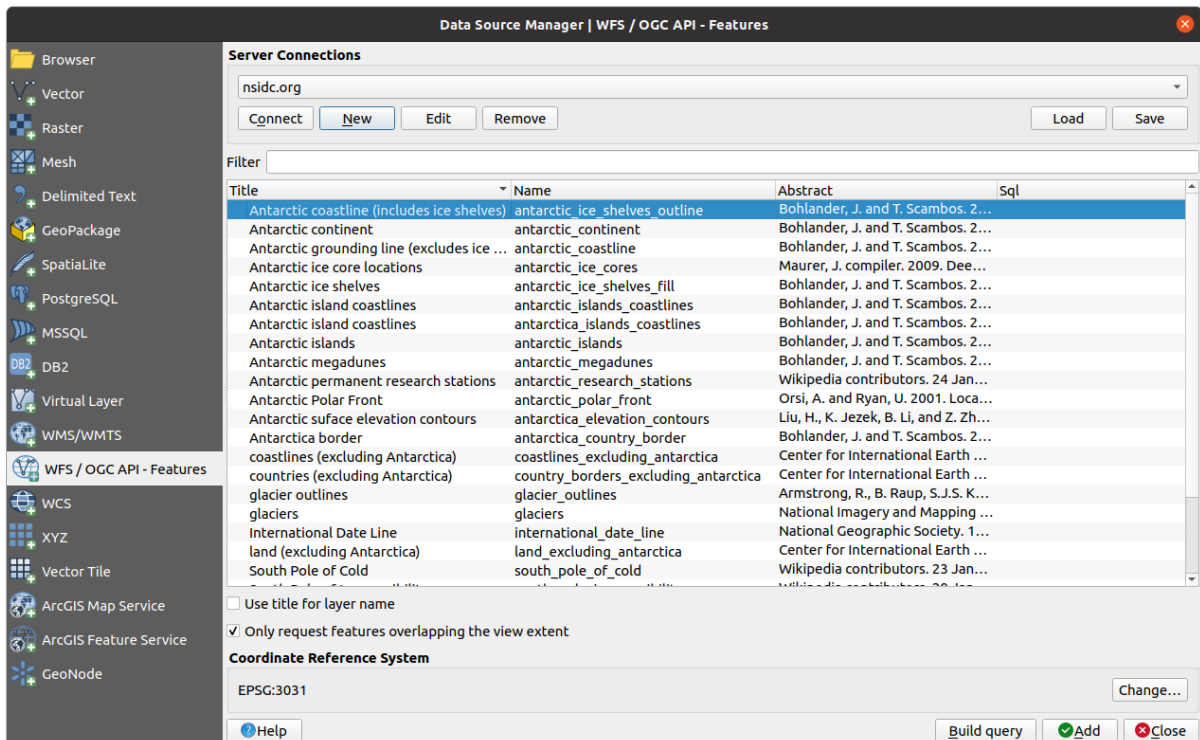 Data Source Manager | WFS / OGC API - Features
Browser
Vector
Raster
Mesh
Delimited Text
GeoPackage
SpatiaLite
PostgreSQL
MSSQL
DB2
DB2
Virtual Layer
WMS/WMTS
WFS / OGC API - Features
WCS
XYZ
Vector Tile
ArcGIS Map Service
ArcGIS Feature Service
GeoNode
Server Connections
nsidc.org
Connect New Edit Remove Load Save
Filter
Title Name Abstract Sql
Antarctic coastline (includes ice shelves) antarctic_ice_shelves_outline Bohlander, J. and T. Scambos. 2...
Antarctic continent antarctic_continent Bohlander, J. and T. Scambos. 2...
Antarctic grounding line (excludes ice ... antarctic_coastline Bohlander, J. and T. Scambos. 2...
Antarctic ice core locations antarctic_ice_cores Maurer, J. compiler. 2009. Dee...
Antarctic ice shelves antarctic_ice_shelves_fill Bohlander, J. and T. Scambos. 2...
Antarctic island coastlines antarctic_islands_coastlines Bohlander, J. and T. Scambos. 2...
Antarctic island coastlines antarctica_islands_coastlines Bohlander, J. and T. Scambos. 2...
Antarctic islands antarctic_islands Bohlander, J. and T. Scambos. 2...
Antarctic megadunes antarctic_megadunes Bohlander, J. and T. Scambos. 2...
Antarctic permanent research stations antarctic_research_stations Wikipedia contributors. 24 Jan...
Antarctic Polar Front antarctic_polar_front Orsi, A. and Ryan, U. 2001. Loca...
Antarctic suface elevation contours antarctica_elevation_contours Liu, H., K. Jezek, B. Li, and Z. Zh...
Antarctica border antarctica_country_border Bohlander, J. and T. Scambos. 2...
coastlines (excluding Antarctica) coastlines_excluding_antarctica Center for International Earth ...
countries (excluding Antarctica) country_borders_excluding_antarctica Center for International Earth ...
glacier outlines glacier_outlines Armstrong, R., B. Raup, S.J.S. K...
glaciers glaciers National Imagery and Mapping ...
International Date Line international_date_line National Geographic Society. 1...
land (excluding Antarctica) land_excluding_antarctica Center for International Earth ...
South Pole of Cold south_pole_of_cold Wikipedia contributors. 23 Jan...
Use title for layer name
Only request features overlapping the view extent
Coordinate Reference System
EPSG:3031
Change...
Help Build query Add Close